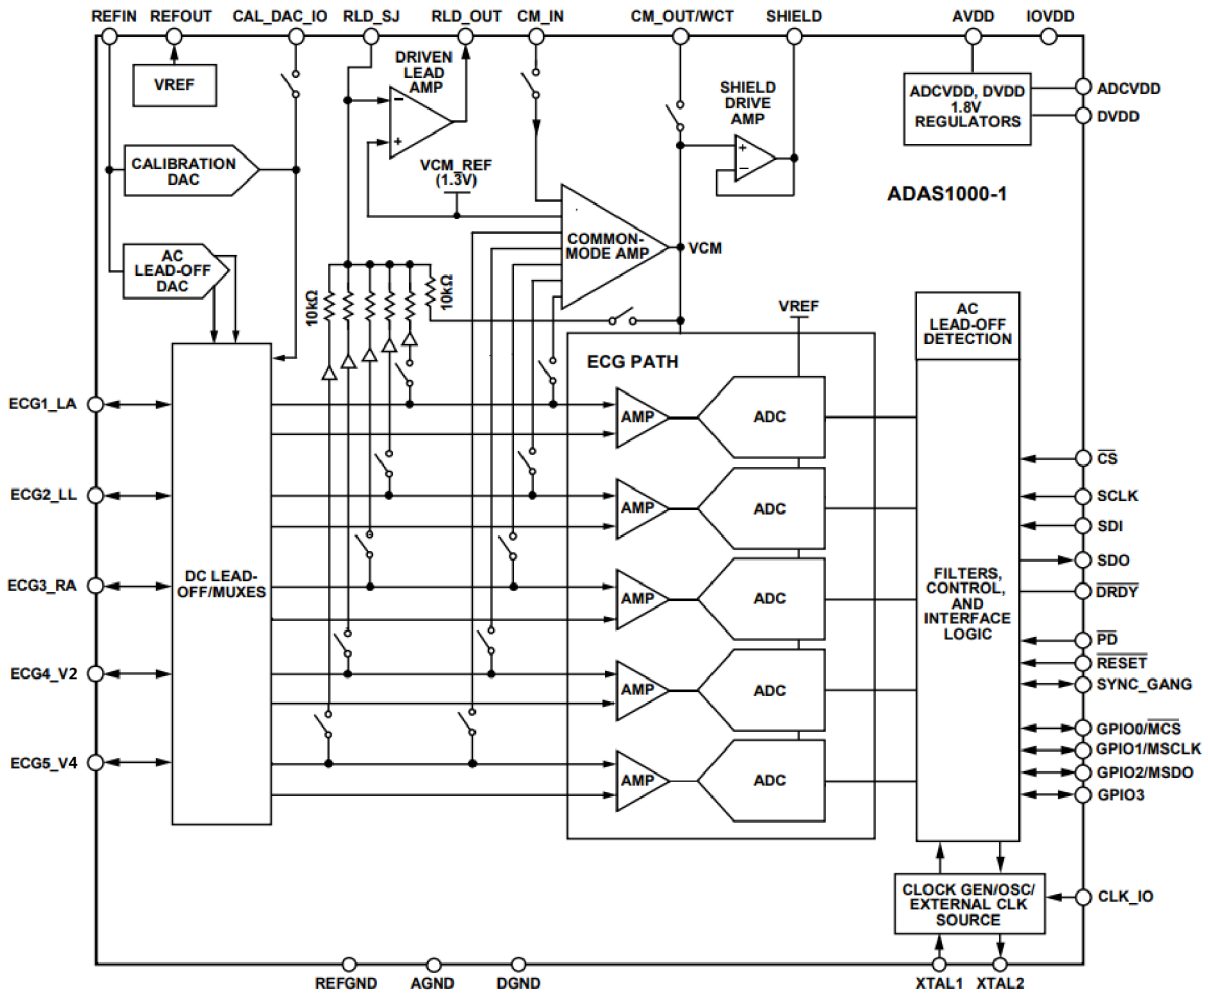 REFIN REFOUT CAL_DAC_IO RLD_SJ RLD_OUT CM_IN CM_OUT/WCT SHIELD AVDD IOVDD
VREF
DRIVEN
LEAD
AMP
SHIELD
DRIVE
AMP
ADCVDD, DVDD
1.8V
REGULATORS
ADCVDD
DVDD
CALIBRATION
DAC
VCM_REF
(1.3V)
ADAS1000-1
AC
LEAD-OFF
DAC
COMMON-
MODE AMP
VCM
10kΩ
10kΩ
VREF
AC
LEAD-OFF
DETECTION
ECG PATH
ECG1_LA
AMP
ADC
CS
ECG2_LL
SCLK
AMP
ADC
SDI
SDO
DC LEAD-
OFF/MUXES
FILTERS,
CONTROL,
AND
INTERFACE
LOGIC
ECG3_RA
AMP
ADC
DRDY
PD
RESET
ECG4_V2
AMP
ADC
SYNC_GANG
GPIO0/MCS
GPIO1/MSCLK
ECG5_V4
AMP
ADC
GPIO2/MSDO
GPIO3
CLOCK GEN/OSC/
EXTERNAL CLK
SOURCE
CLK_IO
REFGND AGND DGND XTAL1 XTAL2